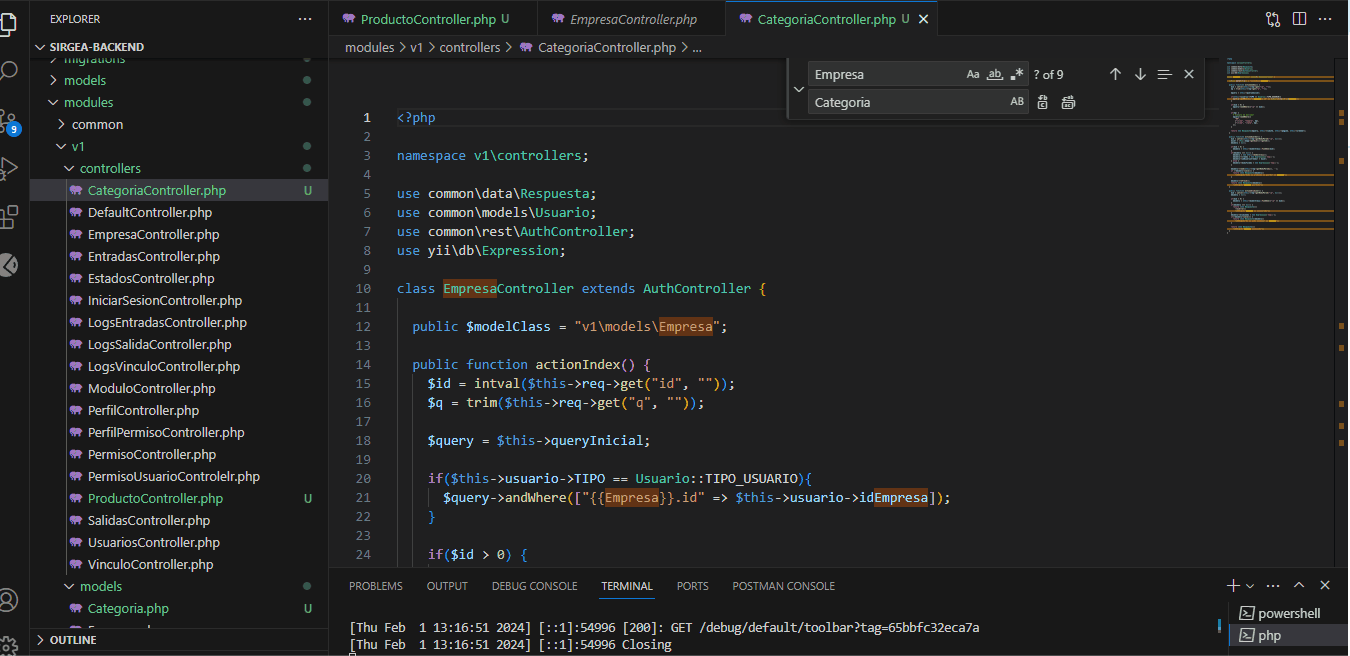 EXPLORER
SIRGEA-BACKEND
migrations
models
modules
common
v1
controllers
CategoriaController.php U
DefaultController.php
EmpresaController.php
EntradasController.php
EstadosController.php
IniciarSesionController.php
LogsEntradasController.php
LogsSalidaController.php
LogsVinculoController.php
ModuloController.php
PerfilController.php
PerfilPermisoController.php
PermisoController.php
PermisoUsuarioControlelr.php
ProductoController.php U
SalidasController.php
UsuariosController.php
VinculoController.php
models
Categoria.php U
OUTLINE
9
ProductoController.php U
EmpresaController.php
CategoriaController.php U
modules > v1 > controllers > CategoriaController.php > ...
Empresa Aa ab .* ? of 9
Categoria AB
1 <?php
2
3 namespace v1\controllers;
4
5 use common\data\Respuesta;
6 use common\models\Usuario;
7 use common\rest\AuthController;
8 use yii\db\Expression;
9
10 class EmpresaController extends AuthController {
11
12 public $modelClass = "v1\models\Empresa";
13
14 public function actionIndex() {
15 $id = intval($this->req->get("id", ""));
16 $q = trim($this->req->get("q", ""));
17
18 $query = $this->queryInicial;
19
20 if($this->usuario->TIPO == Usuario::TIPO_USUARIO){
21 $query->andWhere(["{{Empresa}}.id" => $this->usuario->idEmpresa]);
22 }
23
24 if($id > 0) {
PROBLEMS OUTPUT DEBUG CONSOLE TERMINAL PORTS POSTMAN CONSOLE
[Thu Feb  1 13:16:51 2024] [::1]:54996 [200]: GET /debug/default/toolbar?tag=65bbfc32eca7a
[Thu Feb  1 13:16:51 2024] [::1]:54996 Closing
powershell
php